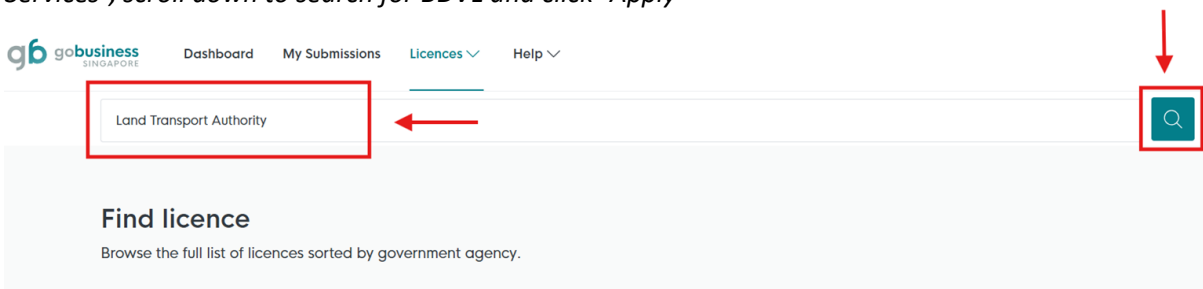 Services", scroll down to search for BBVL and click "Apply"
gobusiness
SINGAPORE
Dashboard My Submissions Licences Help
Land Transport Authority
Find licence
Browse the full list of licences sorted by government agency.